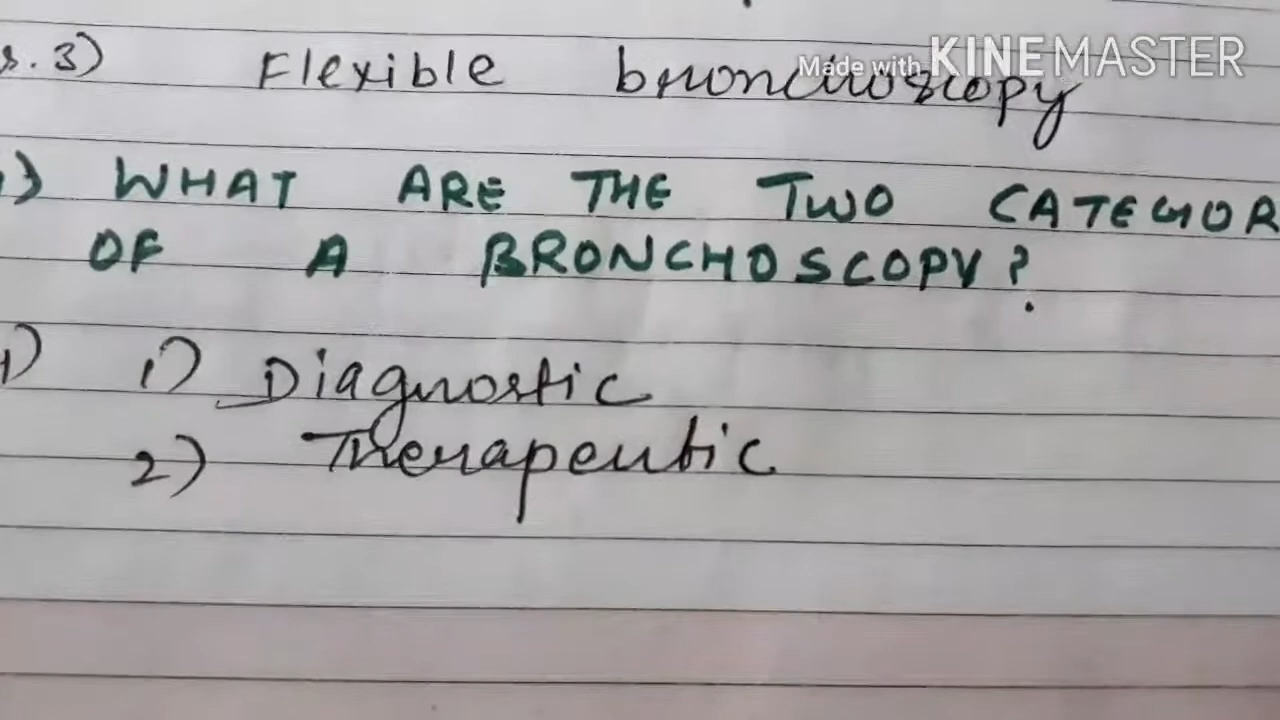 s. 3) Flexible bronchoscopy
Made with KINEMASTER
) WHAT ARE THE TWO CATEGOR
OF A BRONCHOSCOPY?
1) 1) Diagnostic
2) Therapeutic